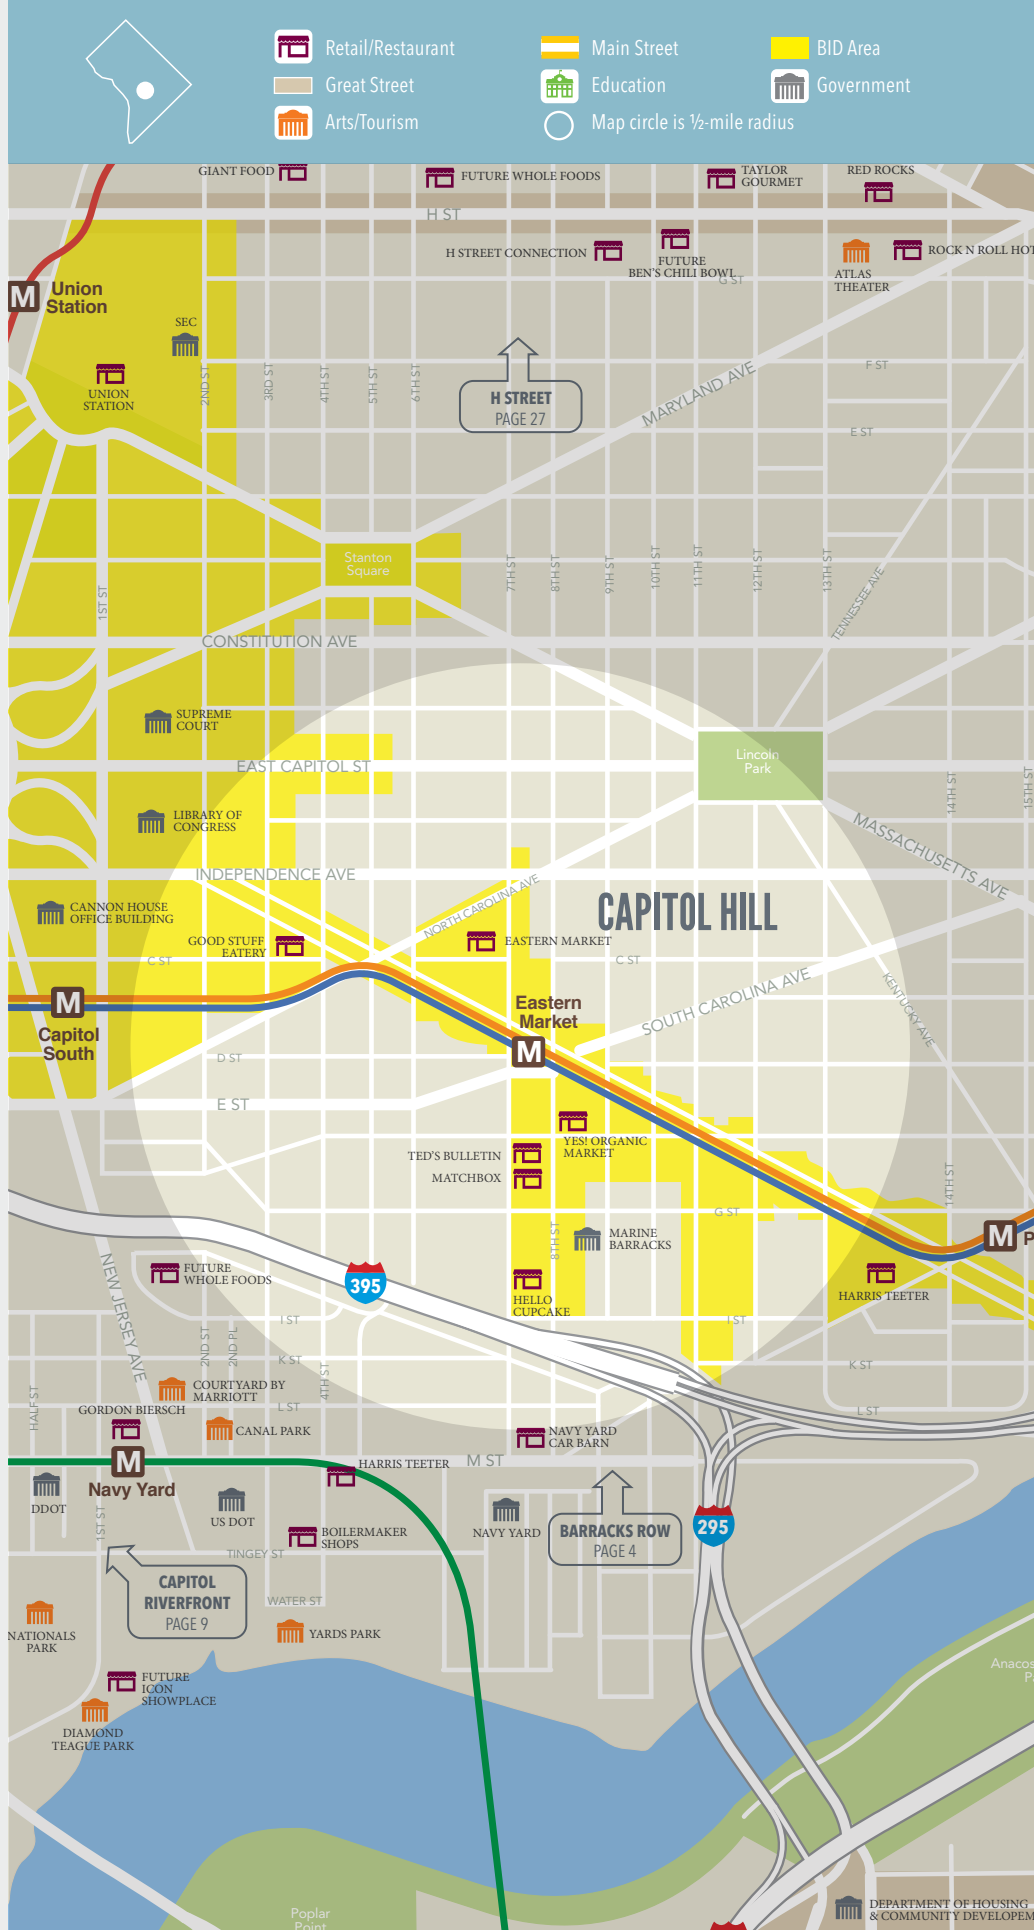 Retail/Restaurant
Main Street
BID Area
Great Street
Education
Government
Arts/Tourism
Map circle is ½-mile radius
GIANT FOOD
FUTURE WHOLE FOODS
TAYLOR
GOURMET
RED ROCKS
H ST
H STREET CONNECTION
FUTURE
BEN'S CHILI BOWL
G ST
ATLAS
THEATER
ROCK N ROLL HOT
M
Union
Station
SEC
UNION
STATION
2ND ST
3RD ST
4TH ST
5TH ST
6TH ST
H STREET
PAGE 27
MARYLAND AVE
F ST
E ST
Stanton
Square
1ST ST
7TH ST
8TH ST
9TH ST
10TH ST
11TH ST
12TH ST
13TH ST
TENNESSEE AVE
CONSTITUTION AVE
SUPREME
COURT
EAST CAPITOL ST
Lincoln
Park
14TH ST
15TH ST
LIBRARY OF
CONGRESS
MASSACHUSETTS AVE
INDEPENDENCE AVE
NORTH CAROLINA AVE
CAPITOL HILL
CANNON HOUSE
OFFICE BUILDING
GOOD STUFF
EATERY
EASTERN MARKET
C ST
C ST
SOUTH CAROLINA AVE
KENTUCKY AVE
M
Capitol
South
Eastern
Market
M
D ST
E ST
YES! ORGANIC
MARKET
TED'S BULLETIN
MATCHBOX
14TH ST
G ST
8TH ST
MARINE
BARRACKS
M
P
NEW JERSEY AVE
FUTURE
WHOLE FOODS
395
HELLO
CUPCAKE
HARRIS TEETER
I ST
I ST
2ND ST
2ND PL
K ST
K ST
4TH ST
HALF ST
COURTYARD BY
MARRIOTT
L ST
L ST
GORDON BIERSCH
CANAL PARK
NAVY YARD
CAR BARN
M
Navy Yard
HARRIS TEETER
M ST
DDOT
US DOT
1ST ST
NAVY YARD
BARRACKS ROW
PAGE 4
295
BOILERMAKER
SHOPS
TINGEY ST
CAPITOL
RIVERFRONT
PAGE 9
WATER ST
NATIONALS
PARK
YARDS PARK
Anacos
P
FUTURE
ICON
SHOWPLACE
DIAMOND
TEAGUE PARK
Poplar
Point
DEPARTMENT OF HOUSING
& COMMUNITY DEVELOPEM